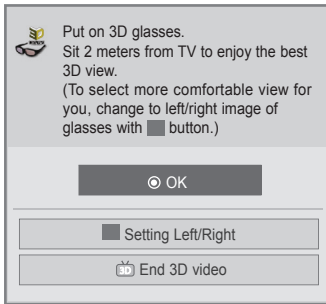 Put on 3D glasses.
Sit 2 meters from TV to enjoy the best
3D view.
(To select more comfortable view for
you, change to left/right image of
glasses with button.)
OK
Setting Left/Right
3D End 3D video